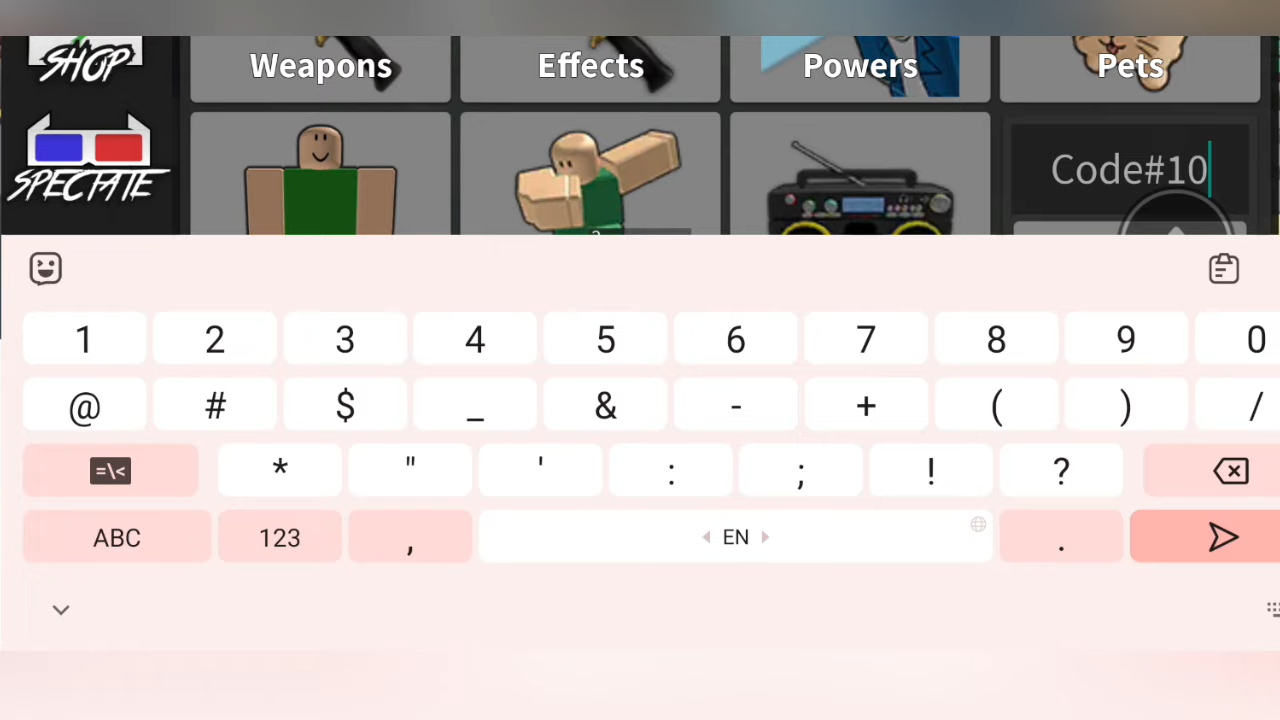 SHOP
Weapons
Effects
Powers
Pets
SPECTATE
Code#10
1 2 3 4 5 6 7 8 9 0
@ # $ _ & - + ( ) /
=\< * " ' : ; ! ?
ABC 123 , EN .